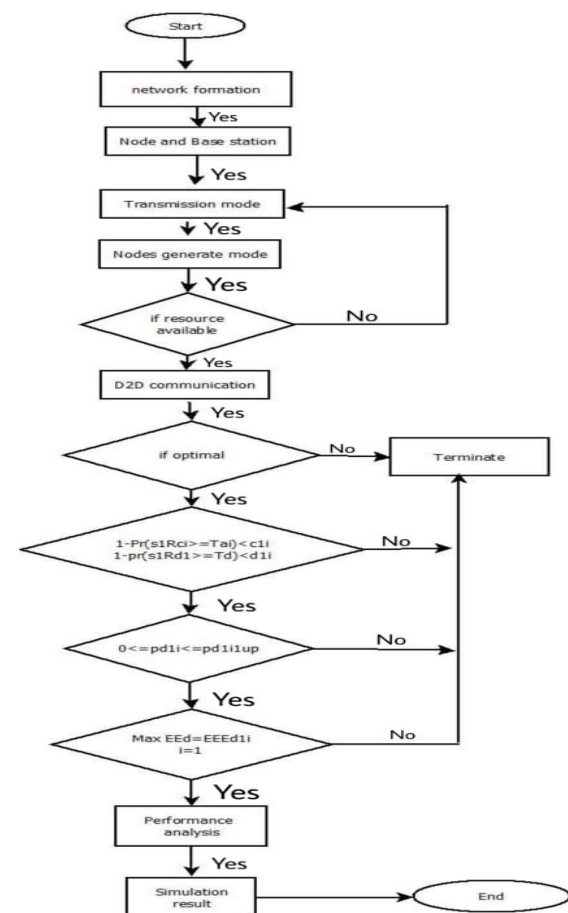 Start
network formation
Yes
Node and Base station
Yes
Transmission mode
Yes
Nodes generate mode
Yes
if resource
available
No
Yes
D2D communication
Yes
if optimal
No
Terminate
Yes
1-Pr(s1Rci>=Tai)<c1i
1-pr(s1Rd1>=Td)<d1i
No
Yes
0<=pd1i<=pd1i1up
No
Yes
Max EEd=EEEd1i
i=1
No
Yes
Performance
analysis
Yes
Simulation
result
End